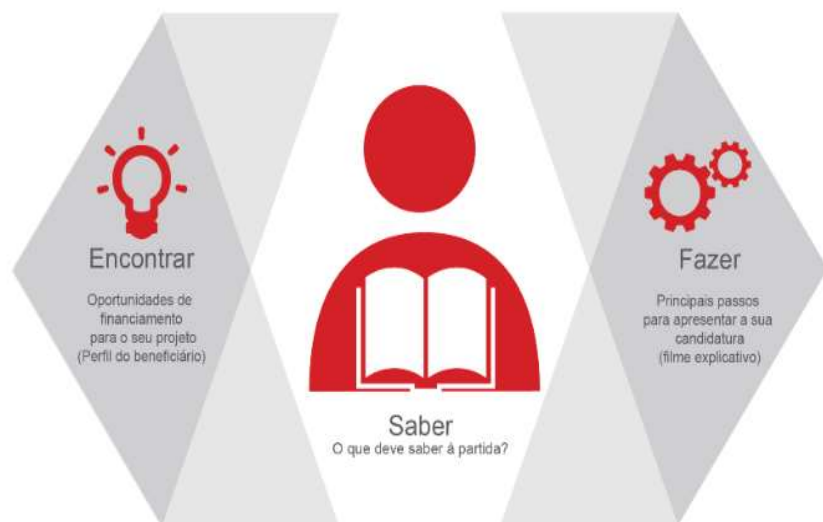 Encontrar
Oportunidades de
financiamento
para o seu projeto
(Perfil do beneficiário)
Saber
O que deve saber à partida?
Fazer
Principais passos
para apresentar a sua
candidatura
(filme explicativo)